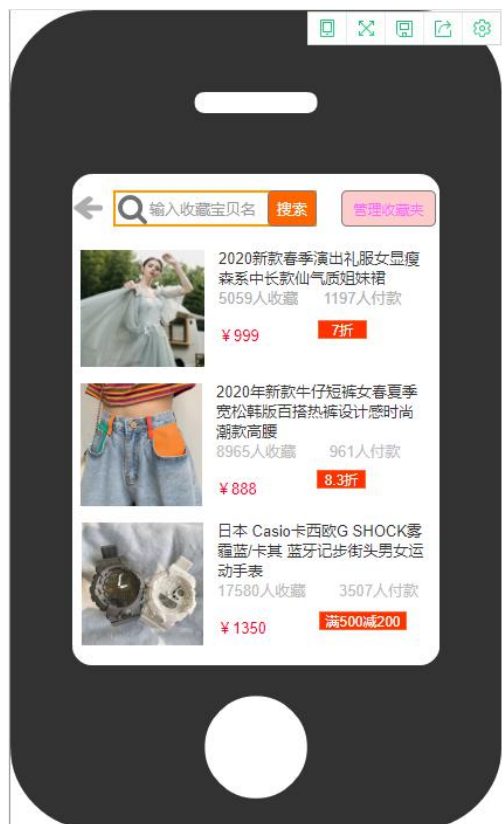 输入收藏宝贝名 搜索 管理收藏夹
2020新款春季演出礼服女显瘦
森系中长款仙气质姐妹裙
5059人收藏 1197人付款
￥999 7折
2020年新款牛仔短裤女春夏季
宽松韩版百搭热裤设计感时尚
潮款高腰
8965人收藏 961人付款
￥888 8.3折
日本 Casio卡西欧G SHOCK雾
霾蓝/卡其 蓝牙记步街头男女运
动手表
17580人收藏 3507人付款
￥1350 满500减200